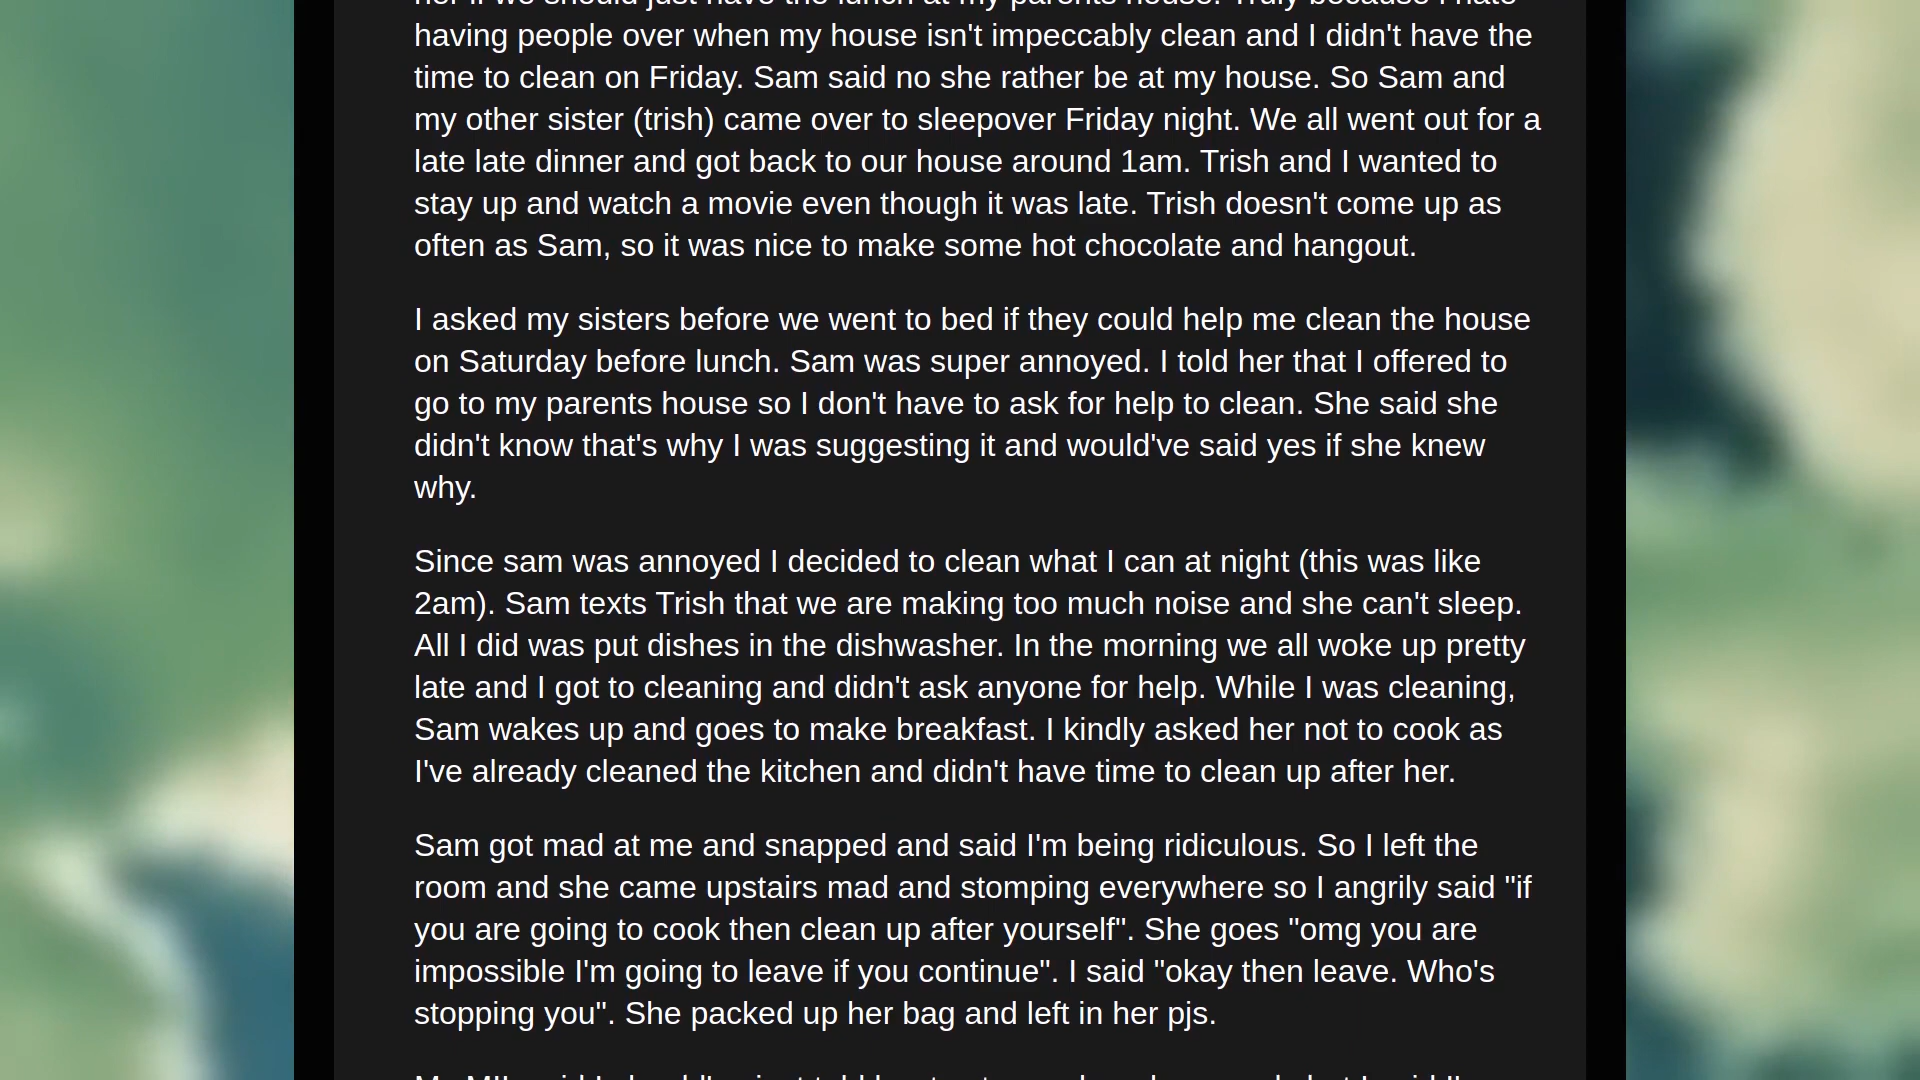 her if we should just have the lunch at my parents house. Truly because I hate
having people over when my house isn't impeccably clean and I didn't have the
time to clean on Friday. Sam said no she rather be at my house. So Sam and
my other sister (trish) came over to sleepover Friday night. We all went out for a
late late dinner and got back to our house around 1am. Trish and I wanted to
stay up and watch a movie even though it was late. Trish doesn't come up as
often as Sam, so it was nice to make some hot chocolate and hangout.
I asked my sisters before we went to bed if they could help me clean the house
on Saturday before lunch. Sam was super annoyed. I told her that I offered to
go to my parents house so I don't have to ask for help to clean. She said she
didn't know that's why I was suggesting it and would've said yes if she knew
why.
Since sam was annoyed I decided to clean what I can at night (this was like
2am). Sam texts Trish that we are making too much noise and she can't sleep.
All I did was put dishes in the dishwasher. In the morning we all woke up pretty
late and I got to cleaning and didn't ask anyone for help. While I was cleaning,
Sam wakes up and goes to make breakfast. I kindly asked her not to cook as
I've already cleaned the kitchen and didn't have time to clean up after her.
Sam got mad at me and snapped and said I'm being ridiculous. So I left the
room and she came upstairs mad and stomping everywhere so I angrily said "if
you are going to cook then clean up after yourself". She goes "omg you are
impossible I'm going to leave if you continue". I said "okay then leave. Who's
stopping you". She packed up her bag and left in her pjs.